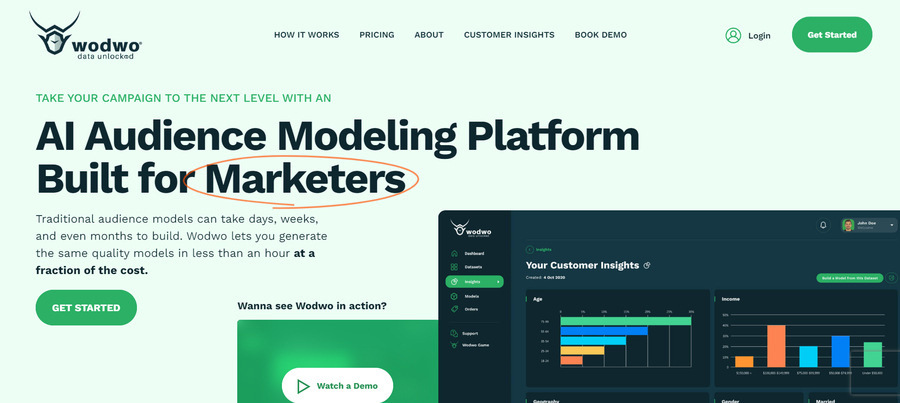 wodwo®
data unlocked
HOW IT WORKS
PRICING
ABOUT
CUSTOMER INSIGHTS
BOOK DEMO
Login
Get Started
TAKE YOUR CAMPAIGN TO THE NEXT LEVEL WITH AN
AI Audience Modeling Platform
Built for Marketers
Traditional audience models can take days, weeks,
and even months to build. Wodwo lets you generate
the same quality models in less than an hour at a
fraction of the cost.
GET STARTED
Wanna see Wodwo in action?
Watch a Demo
wodwo
John Doe
Dashboard
Datasets
Insights
Models
Orders
Support
Wodwo Game
Insights
Your Customer Insights
Created: 4 Oct 2020
Build a Model from this dataset
Age
Income
Geography
Gender
Married